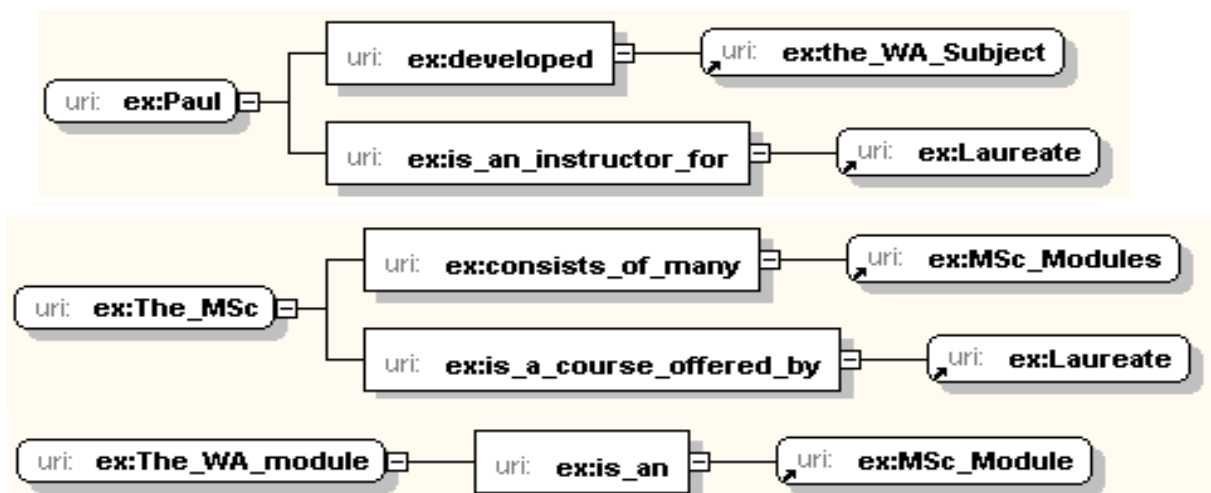 uri: ex:developed uri: ex:the_WA_Subject
uri: ex:Paul
uri: ex:is_an_instructor_for uri: ex:Laureate
uri: ex:consists_of_many uri: ex:MSc_Modules
uri: ex:The_MSc
uri: ex:is_a_course_offered_by uri: ex:Laureate
uri: ex:The_WA_module uri: ex:is_an uri: ex:MSc_Module